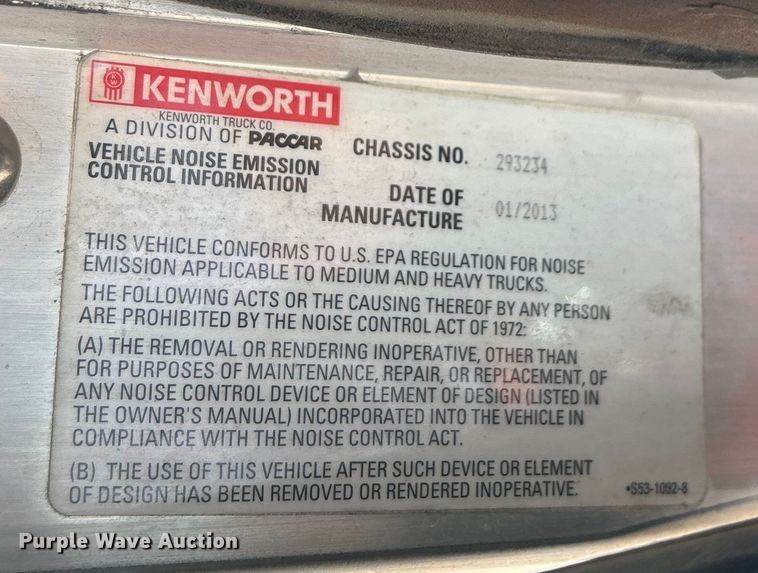 KENWORTH
KENWORTH TRUCK CO.
A DIVISION OF PACCAR
VEHICLE NOISE EMISSION
CONTROL INFORMATION
CHASSIS NO. 293234
DATE OF
MANUFACTURE 01/2013
THIS VEHICLE CONFORMS TO U.S. EPA REGULATION FOR NOISE
EMISSION APPLICABLE TO MEDIUM AND HEAVY TRUCKS.
THE FOLLOWING ACTS OR THE CAUSING THEREOF BY ANY PERSON
ARE PROHIBITED BY THE NOISE CONTROL ACT OF 1972:
(A) THE REMOVAL OR RENDERING INOPERATIVE, OTHER THAN
FOR PURPOSES OF MAINTENANCE, REPAIR, OR REPLACEMENT, OF
ANY NOISE CONTROL DEVICE OR ELEMENT OF DESIGN (LISTED IN
THE OWNER'S MANUAL) INCORPORATED INTO THE VEHICLE IN
COMPLIANCE WITH THE NOISE CONTROL ACT.
(B) THE USE OF THIS VEHICLE AFTER SUCH DEVICE OR ELEMENT
OF DESIGN HAS BEEN REMOVED OR RENDERED INOPERATIVE.
•S53-1092-8
Purple Wave Auction